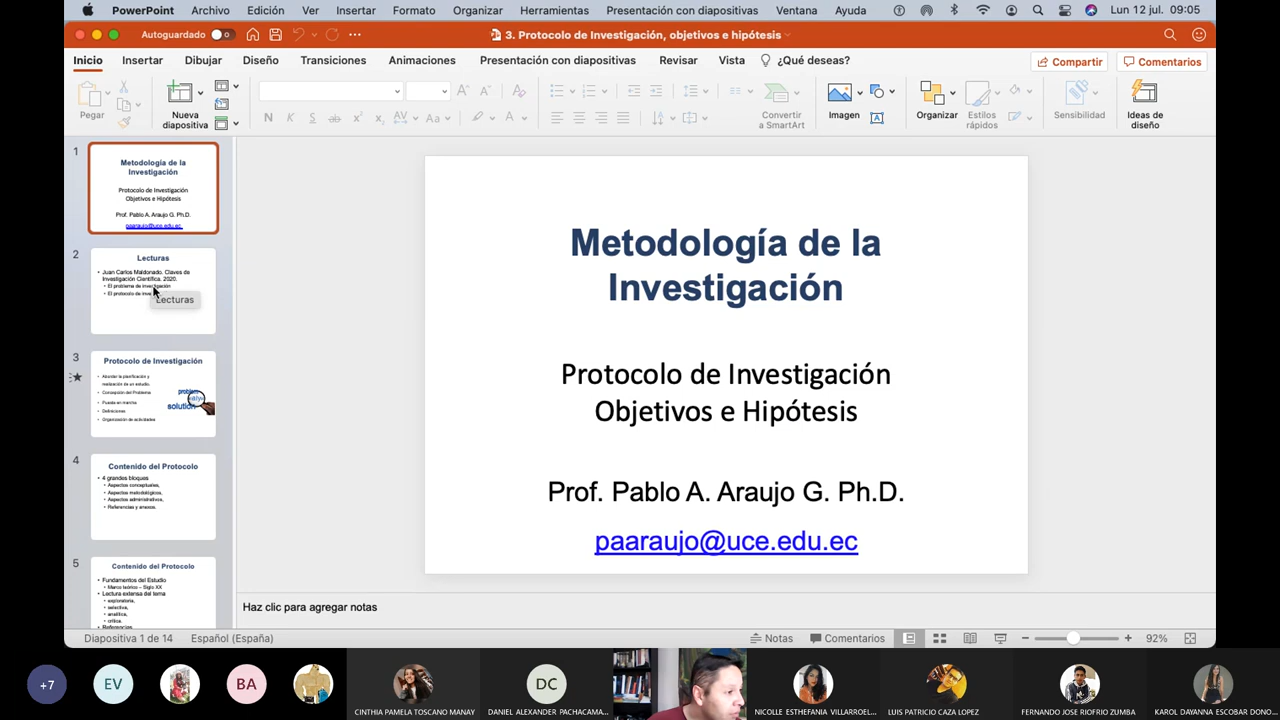 PowerPoint Archivo Edición Ver Insertar Formato Organizar Herramientas Presentación con diapositivas Ventana Ayuda Lun 12 jul. 09:05
Autoguardado 3. Protocolo de Investigación, objetivos e hipótesis
Inicio Insertar Dibujar Diseño Transiciones Animaciones Presentación con diapositivas Revisar Vista ¿Qué deseas? Compartir Comentarios
Pegar
Nueva
diapositiva
Convertir
a SmartArt
Imagen
Organizar
Estilos
rápidos
Sensibilidad
Ideas de
diseño
1
Metodología de la
Investigación
Protocolo de Investigación
Objetivos e Hipótesis
Prof. Pablo A. Araujo G. Ph.D.
paaraujo@uce.edu.ec
2
Lecturas
• Juan Carlos Maldonado. Claves de
Investigación Científica. 2020.
• El problema de investigación
• El protocolo de
Lecturas
3
Protocolo de Investigación
• Abordar la planificación y
realización de un estudio.
• Concepción del Problema
• Puesta en marcha
• Definiciones
• Organización de actividades
problem
solution
4
Contenido del Protocolo
• 4 grandes bloques
• Aspectos conceptuales,
• Aspectos metodológicos,
• Aspectos administrativos,
• Referencias y anexos.
5
Contenido del Protocolo
• Fundamentos del Estudio
• Marco teórico – Siglo XX
• Lectura extensa del tema
• exploratoria,
• selectiva,
• analítica,
• crítica.
• Referencias
Metodología de la
Investigación
Protocolo de Investigación
Objetivos e Hipótesis
Prof. Pablo A. Araujo G. Ph.D.
paaraujo@uce.edu.ec
Haz clic para agregar notas
Diapositiva 1 de 14 Español (España) Notas Comentarios 92%
+7 EV BA DC
CINTHIA PAMELA TOSCANO MANAY DANIEL ALEXANDER PACHACAMA... NICOLLE ESTHEFANIA VILLARROEL... LUIS PATRICIO CAZA LOPEZ FERNANDO JOSE RIOFRIO ZUMBA KAROL DAYANNA ESCOBAR DONO...